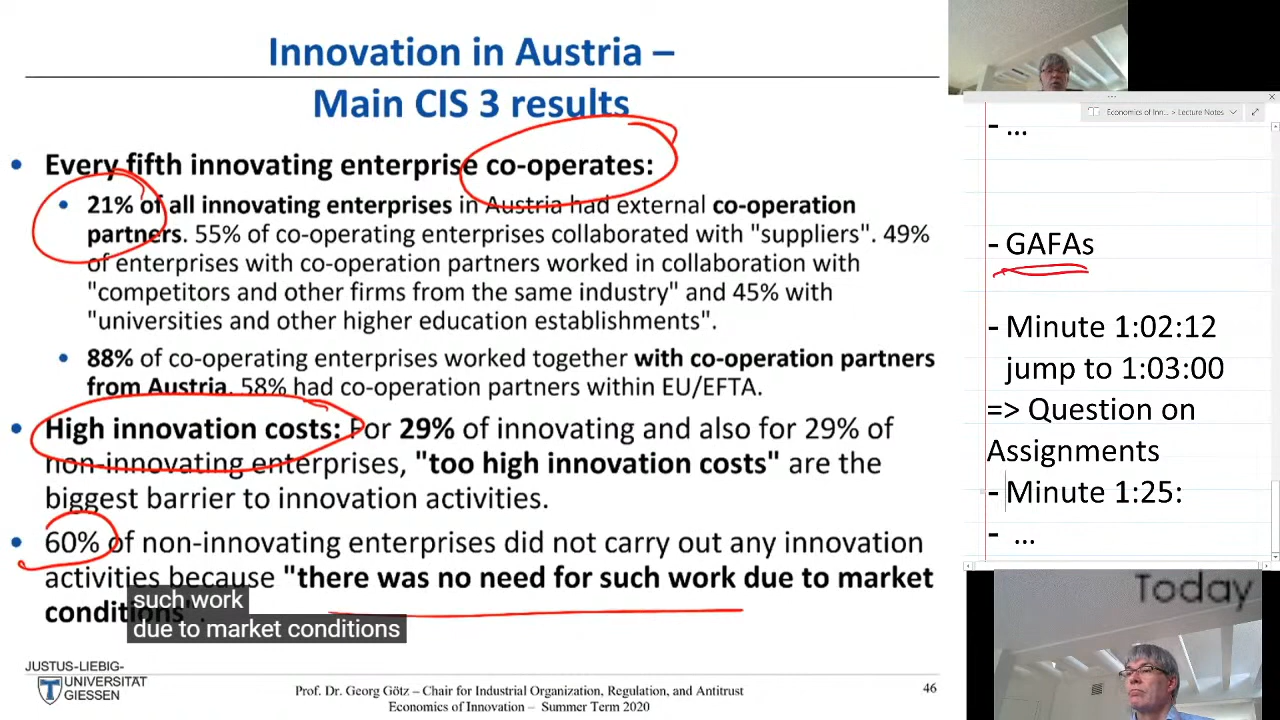 Innovation in Austria –
Main CIS 3 results
• Every fifth innovating enterprise co-operates:
• 21% of all innovating enterprises in Austria had external co-operation
partners. 55% of co-operating enterprises collaborated with "suppliers". 49%
of enterprises with co-operation partners worked in collaboration with
"competitors and other firms from the same industry" and 45% with
"universities and other higher education establishments".
• 88% of co-operating enterprises worked together with co-operation partners
from Austria. 58% had co-operation partners within EU/EFTA.
• High innovation costs: For 29% of innovating and also for 29% of
non-innovating enterprises, "too high innovation costs" are the
biggest barrier to innovation activities.
• 60% of non-innovating enterprises did not carry out any innovation
activities because "there was no need for such work due to market
conditions".
such work
due to market conditions
JUSTUS-LIEBIG-
UNIVERSITÄT
GIESSEN
Prof. Dr. Georg Götz – Chair for Industrial Organization, Regulation, and Antitrust
Economics of Innovation – Summer Term 2020
46
Economics of Inn... > Lecture Notes
- ...
- GAFAs
- Minute 1:02:12
jump to 1:03:00
=> Question on
Assignments
- Minute 1:25:
- ...
Today